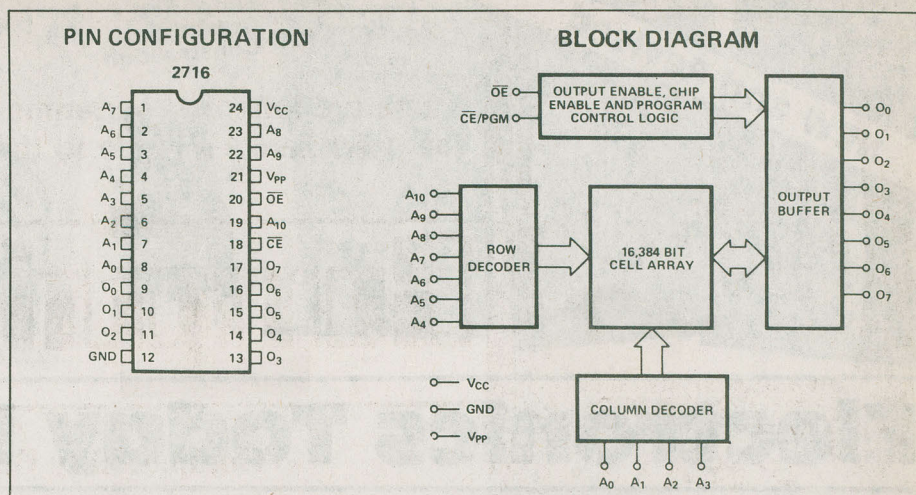 PIN CONFIGURATION
2716
A7 1 24 VCC
A6 2 23 A8
A5 3 22 A9
A4 4 21 VPP
A3 5 20 O̅E̅
A2 6 19 A10
A1 7 18 C̅E̅
A0 8 17 O7
O0 9 16 O6
O1 10 15 O5
O2 11 14 O4
GND 12 13 O3
BLOCK DIAGRAM
O̅E̅
C̅E̅/PGM
OUTPUT ENABLE, CHIP
ENABLE AND PROGRAM
CONTROL LOGIC
A10
A9
A8
A7
A6
A5
A4
ROW
DECODER
16,384 BIT
CELL ARRAY
OUTPUT
BUFFER
O0
O1
O2
O3
O4
O5
O6
O7
VCC
GND
VPP
COLUMN DECODER
A0 A1 A2 A3